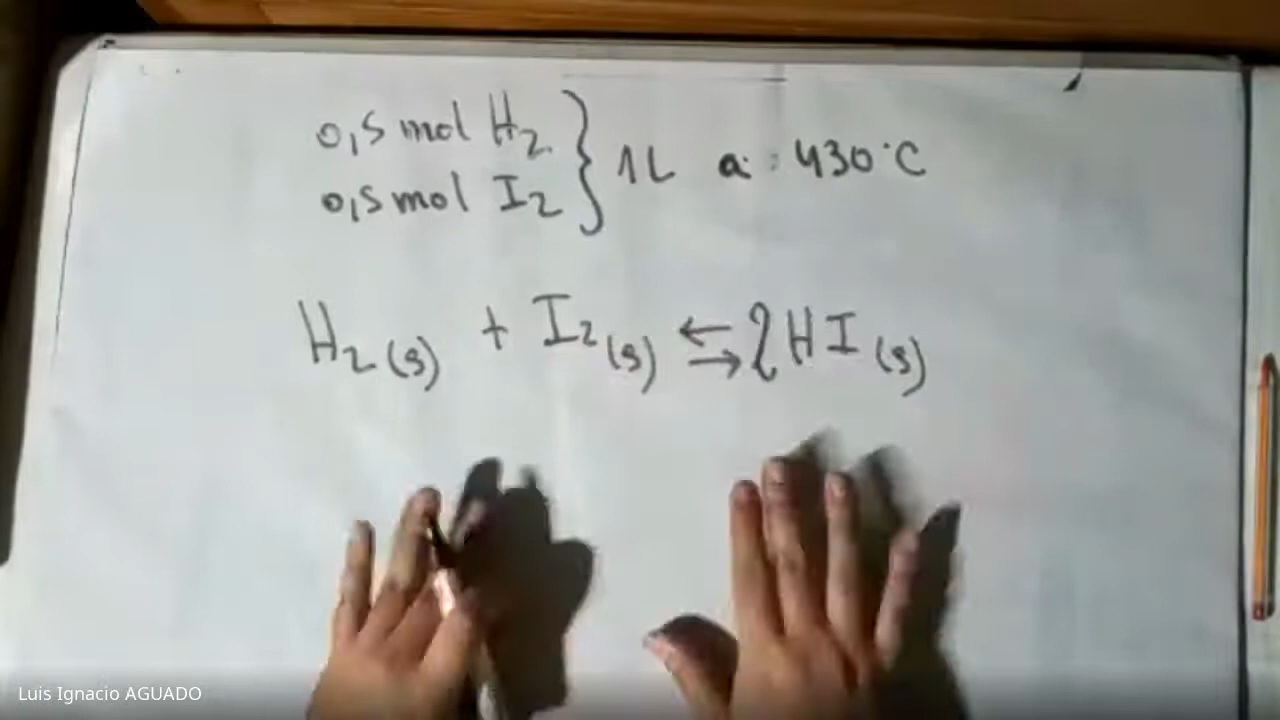 0,5 mol H₂
0,5 mol I₂
1L a: 430°C
H₂(g) + I₂(g) ⇆ 2HI(g)
Luis Ignacio AGUADO